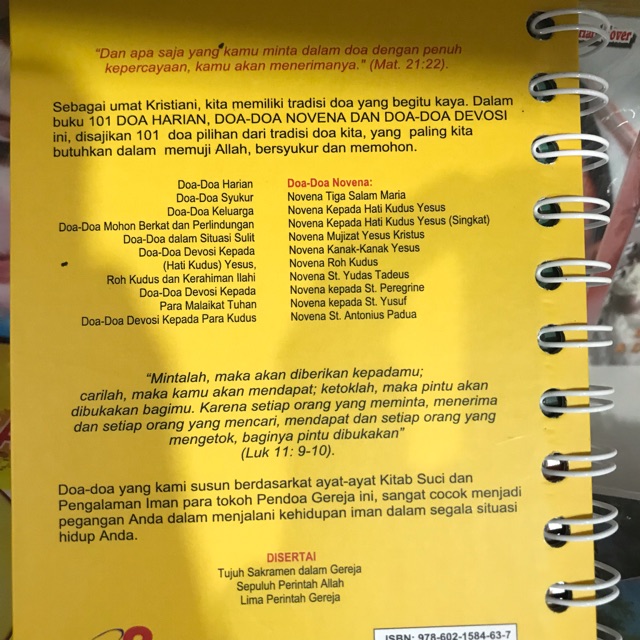 "Dan apa saja yang kamu minta dalam doa dengan penuh
kepercayaan, kamu akan menerimanya." (Mat. 21:22).
Sebagai umat Kristiani, kita memiliki tradisi doa yang begitu kaya. Dalam
buku 101 DOA HARIAN, DOA-DOA NOVENA DAN DOA-DOA DEVOSI
ini, disajikan 101 doa pilihan dari tradisi doa kita, yang paling kita
butuhkan dalam memuji Allah, bersyukur dan memohon.
Doa-Doa Harian
Doa-Doa Syukur
Doa-Doa Keluarga
Doa-Doa Mohon Berkat dan Perlindungan
Doa-Doa dalam Situasi Sulit
Doa-Doa Devosi Kepada
(Hati Kudus) Yesus,
Roh Kudus dan Kerahiman Ilahi
Doa-Doa Devosi Kepada
Para Malaikat Tuhan
Doa-Doa Devosi Kepada Para Kudus
Doa-Doa Novena:
Novena Tiga Salam Maria
Novena Kepada Hati Kudus Yesus
Novena Kepada Hati Kudus Yesus (Singkat)
Novena Mujizat Yesus Kristus
Novena Kanak-Kanak Yesus
Novena Roh Kudus
Novena St. Yudas Tadeus
Novena kepada St. Peregrine
Novena kepada St. Yusuf
Novena St. Antonius Padua
"Mintalah, maka akan diberikan kepadamu;
carilah, maka kamu akan mendapat; ketoklah, maka pintu akan
dibukakan bagimu. Karena setiap orang yang meminta, menerima
dan setiap orang yang mencari, mendapat dan setiap orang yang
mengetok, baginya pintu dibukakan"
(Luk 11: 9-10).
Doa-doa yang kami susun berdasarkat ayat-ayat Kitab Suci dan
Pengalaman Iman para tokoh Pendoa Gereja ini, sangat cocok menjadi
pegangan Anda dalam menjalani kehidupan iman dalam segala situasi
hidup Anda.
DISERTAI
Tujuh Sakramen dalam Gereja
Sepuluh Perintah Allah
Lima Perintah Gereja
ISBN: 978-602-1584-63-7